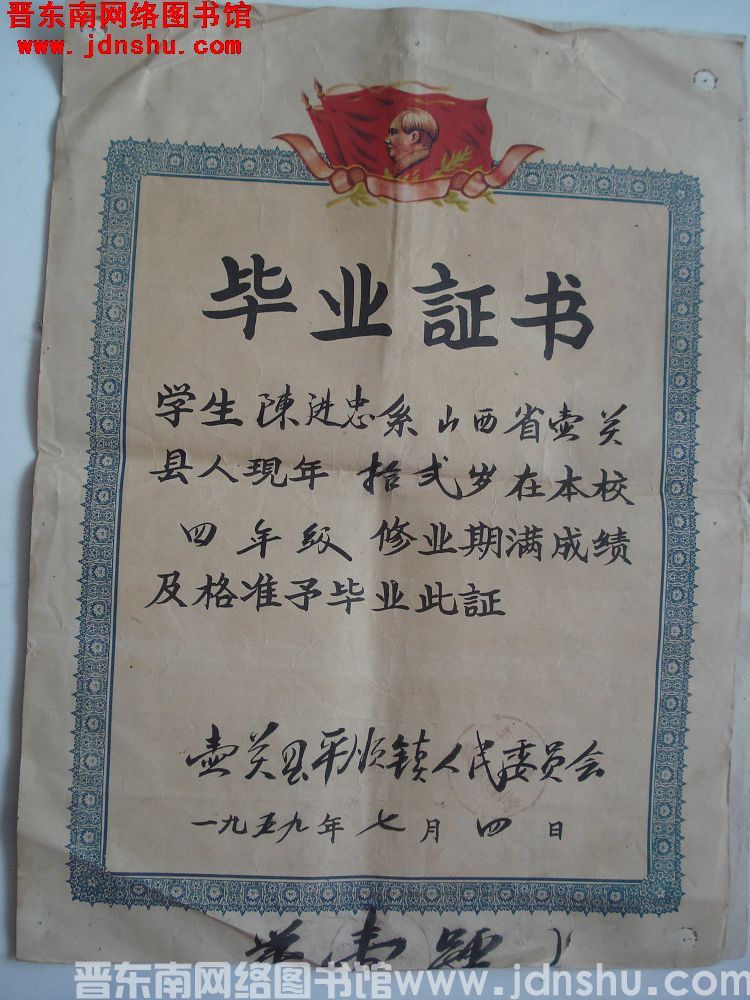 晋东南网络图书馆
www. jdnshu.com
毕业証书
学生陳进忠系山西省壶关
县人現年拾弍岁在本校
四年级修业期满成绩
及格准予毕业此証
壶关县平顺镇人民委员会
一九五九年七月四日
晋东南网络图书馆www.jdnshu.com